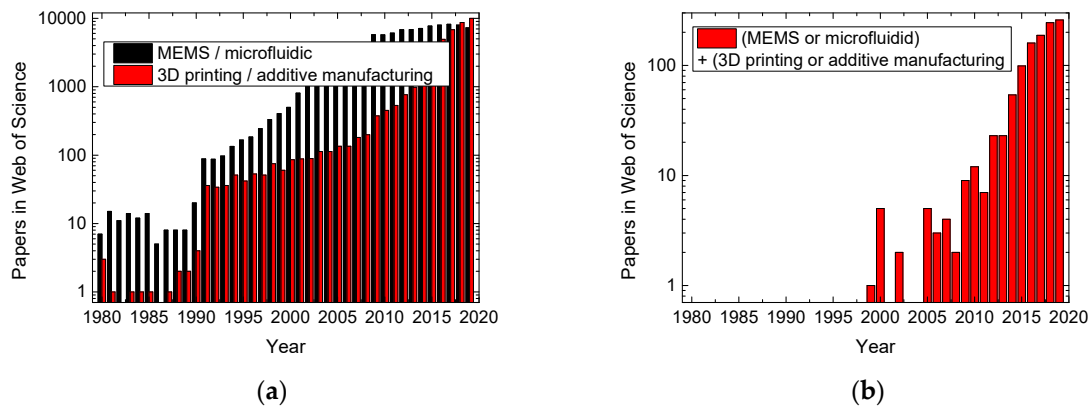 10000
1000
100
10
1
Papers in Web of Science
MEMS / microfluidic
3D printing / additive manufacturing
1980 1985 1990 1995 2000 2005 2010 2015 2020
Year
(a)
100
10
1
Papers in Web of Science
(MEMS or microfluidid)
+ (3D printing or additive manufacturing
1980 1985 1990 1995 2000 2005 2010 2015 2020
Year
(b)